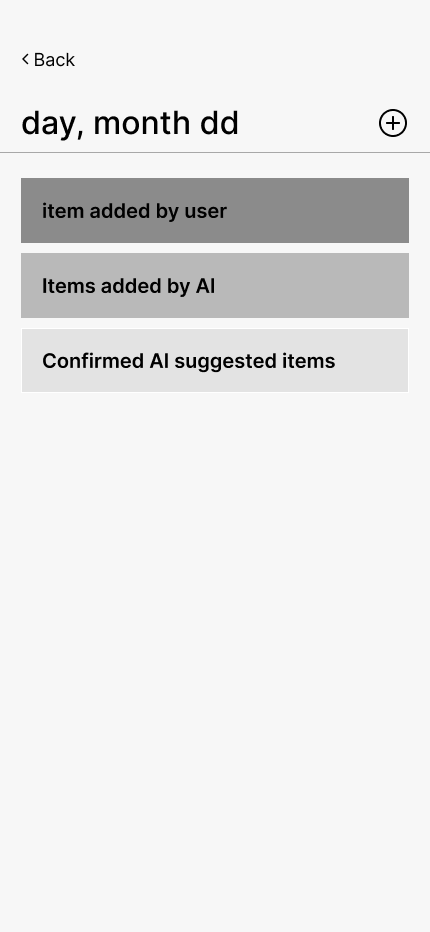 Back
day, month dd
item added by user
Items added by AI
Confirmed AI suggested items